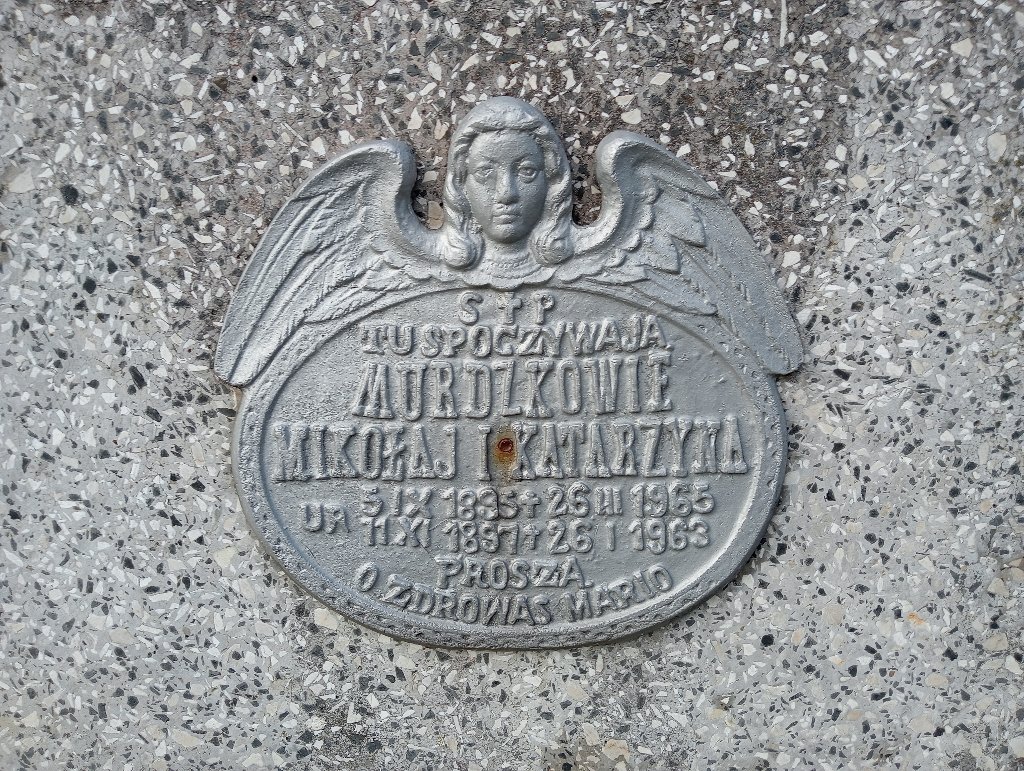 S † P
TU SPOCZYWAJĄ
MURDZKOWIE
MIKOŁAJ I KATARZYNA
5 IX 1895 † 26 III 1965
UR. 11.XI 1897 † 26 I 1963
PROSZĄ
O ZDROWAŚ MARIO